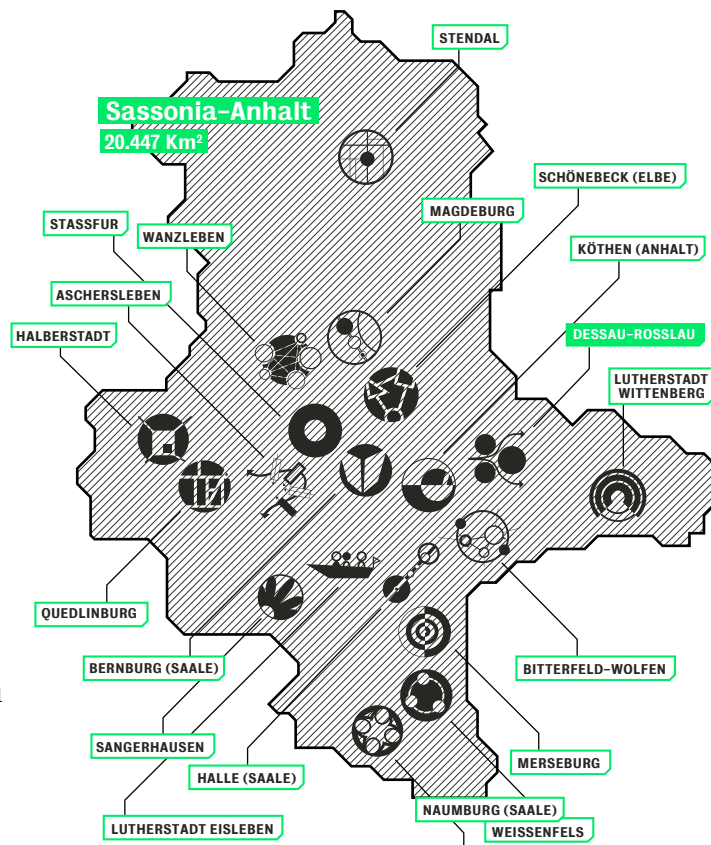 STENDAL
Sassonia-Anhalt
20.447 Km²
SCHÖNEBECK (ELBE)
MAGDEBURG
STASSFUR
WANZLEBEN
KÖTHEN (ANHALT)
ASCHERSLEBEN
HALBERSTADT
DESSAU-ROSSLAU
LUTHERSTADT
WITTENBERG
QUEDLINBURG
BERNBURG (SAALE)
BITTERFELD-WOLFEN
SANGERHAUSEN
HALLE (SAALE)
MERSEBURG
NAUMBURG (SAALE)
LUTHERSTADT EISLEBEN
WEISSENFELS